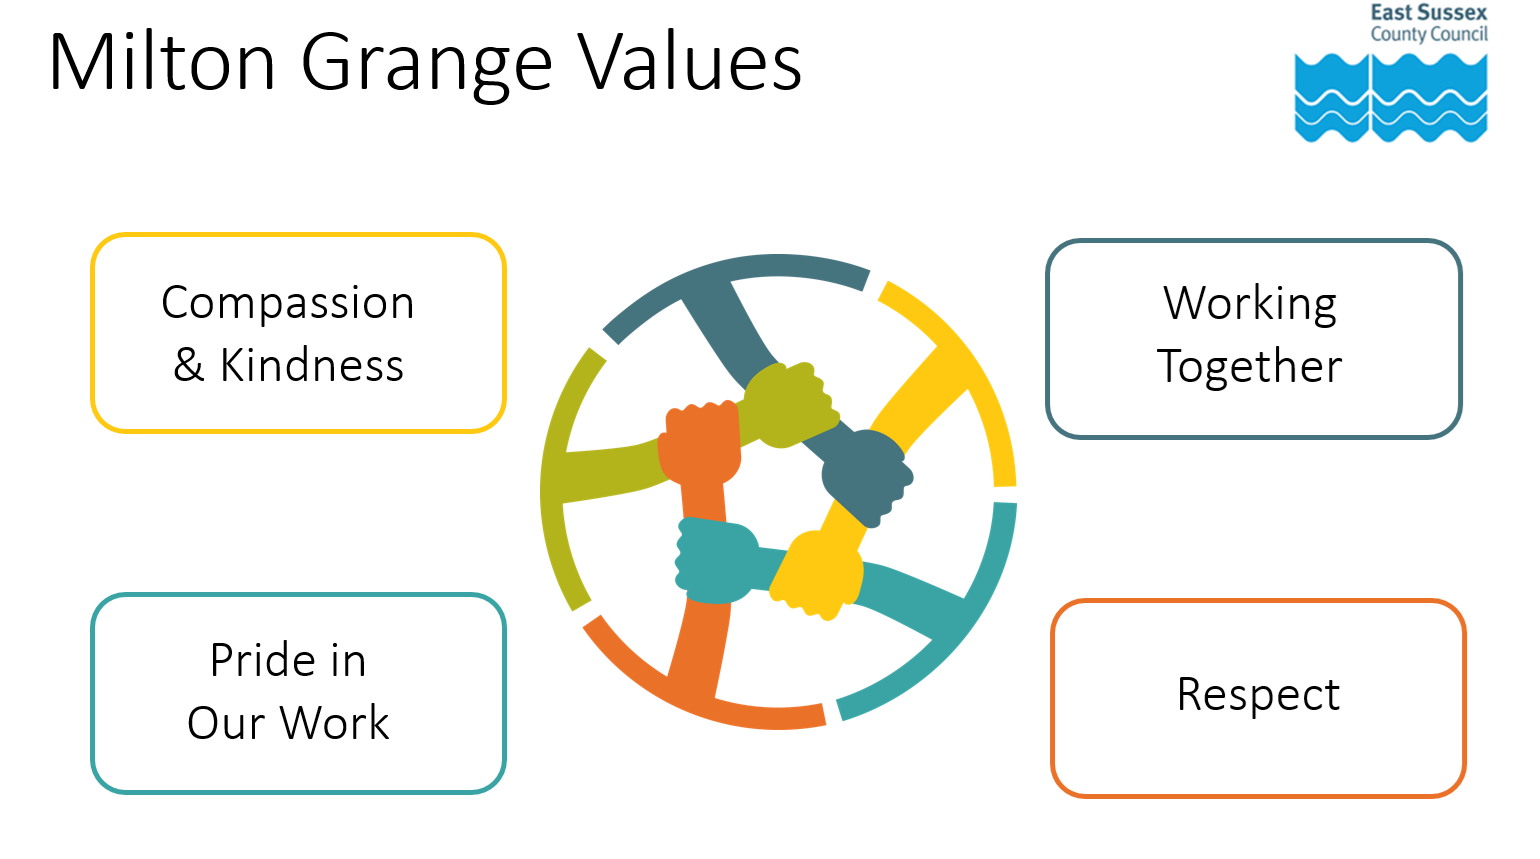 Milton Grange Values
East Sussex
County Council
Compassion
& Kindness
Working
Together
Pride in
Our Work
Respect